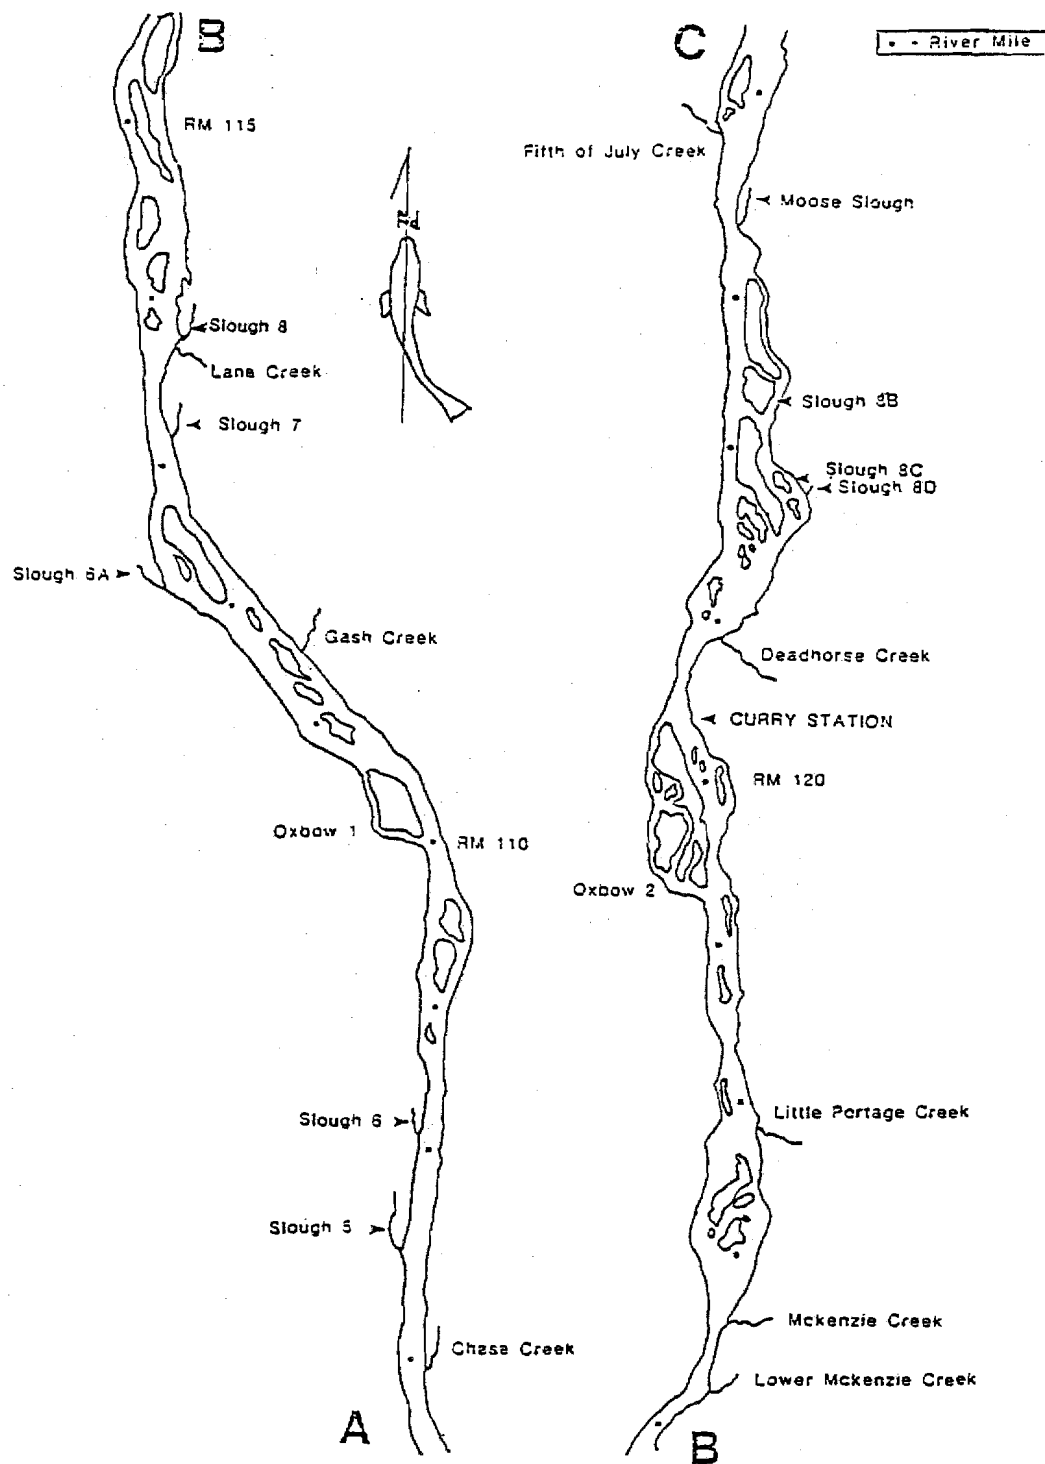 B
C
• - River Mile
RM 115
Fifth of July Creek
Moose Slough
Slough 8
Lane Creek
Slough 7
Slough 8B
Slough 8C
Slough 8D
Slough 6A
Gash Creek
Deadhorse Creek
CURRY STATION
RM 120
Oxbow 1
RM 110
Oxbow 2
Slough 6
Little Portage Creek
Slough 5
Chase Creek
Mckenzie Creek
Lower Mckenzie Creek
A
B